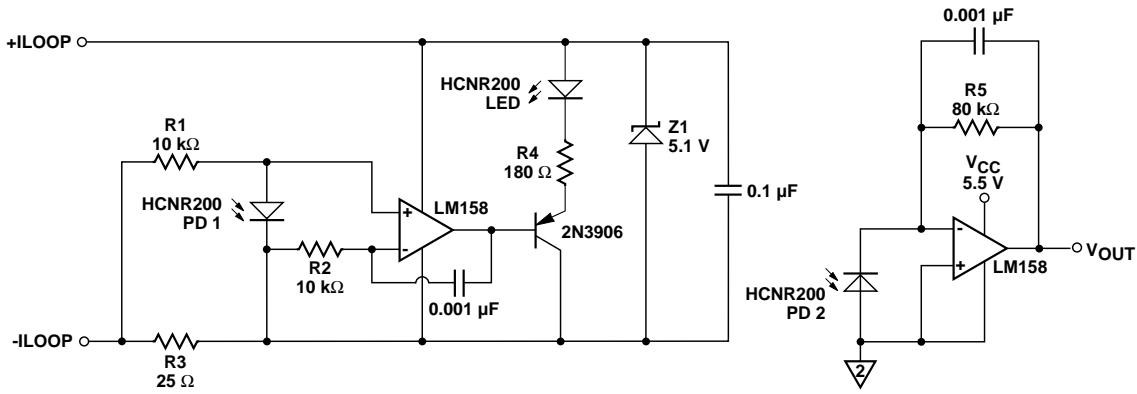 +ILOOP
R1
10 kΩ
HCNR200
PD 1
R2
10 kΩ
-ILOOP
R3
25 Ω
LM158
0.001 µF
HCNR200
LED
R4
180 Ω
2N3906
Z1
5.1 V
0.1 µF
0.001 µF
R5
80 kΩ
VCC
5.5 V
LM158
VOUT
HCNR200
PD 2
2
+
-
-
+